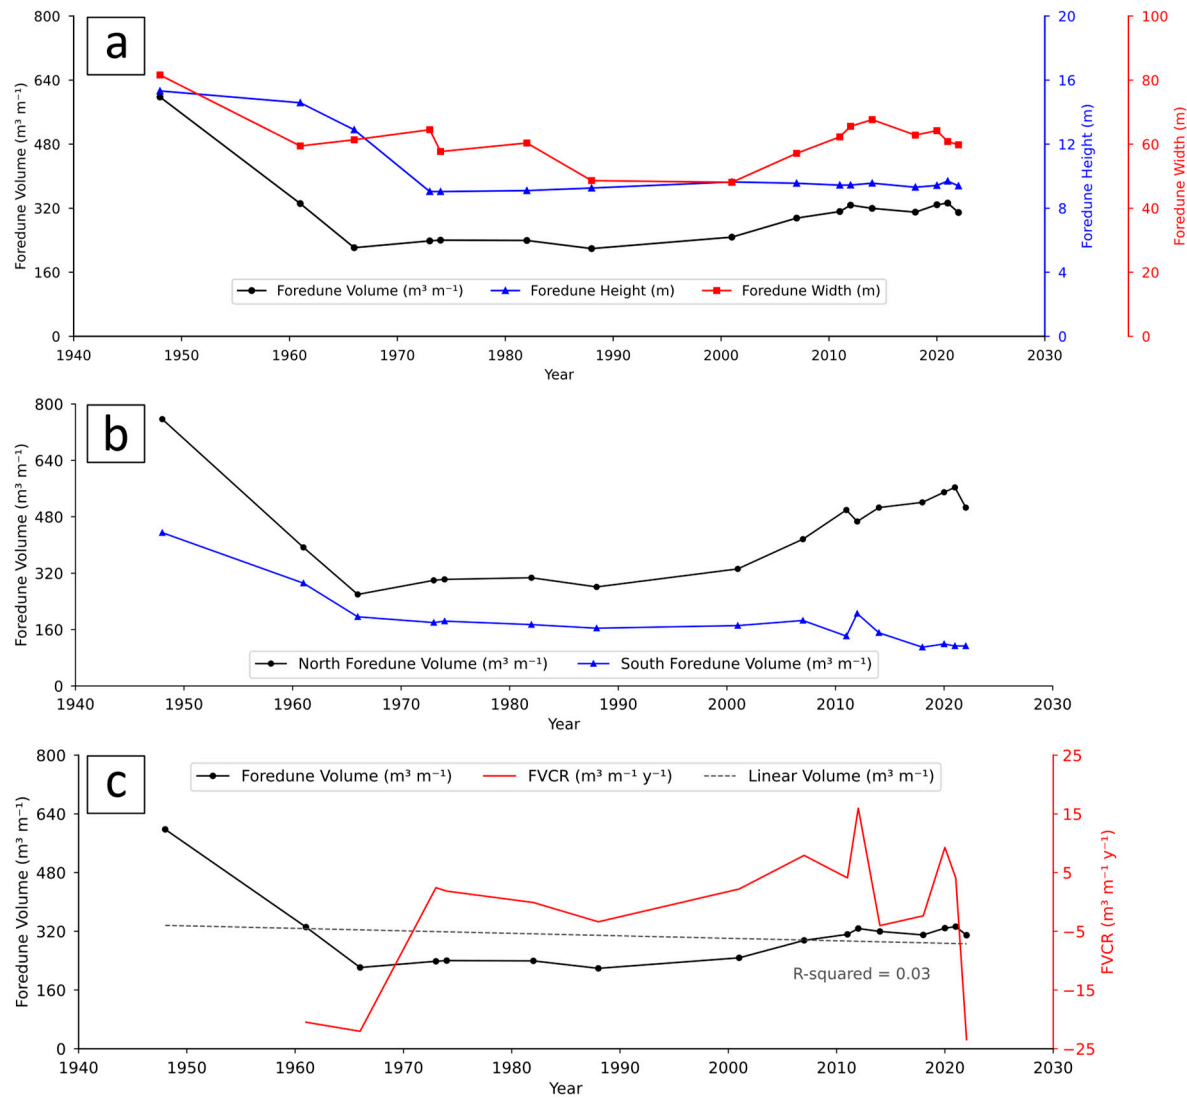 a
800
640
480
320
160
0
Foredune Volume (m³ m⁻¹)
20
16
12
8
4
0
Foredune Height (m)
100
80
60
40
20
0
Foredune Width (m)
Foredune Volume (m³ m⁻¹) Foredune Height (m) Foredune Width (m)
1940 1950 1960 1970 1980 1990 2000 2010 2020 2030
Year
b
800
640
480
320
160
0
Foredune Volume (m³ m⁻¹)
North Foredune Volume (m³ m⁻¹) South Foredune Volume (m³ m⁻¹)
1940 1950 1960 1970 1980 1990 2000 2010 2020 2030
Year
c
800
640
480
320
160
0
Foredune Volume (m³ m⁻¹)
Foredune Volume (m³ m⁻¹) FVCR (m³ m⁻¹ y⁻¹) Linear Volume (m³ m⁻¹)
25
15
5
−5
−15
−25
FVCR (m³ m⁻¹ y⁻¹)
R-squared = 0.03
1940 1950 1960 1970 1980 1990 2000 2010 2020 2030
Year